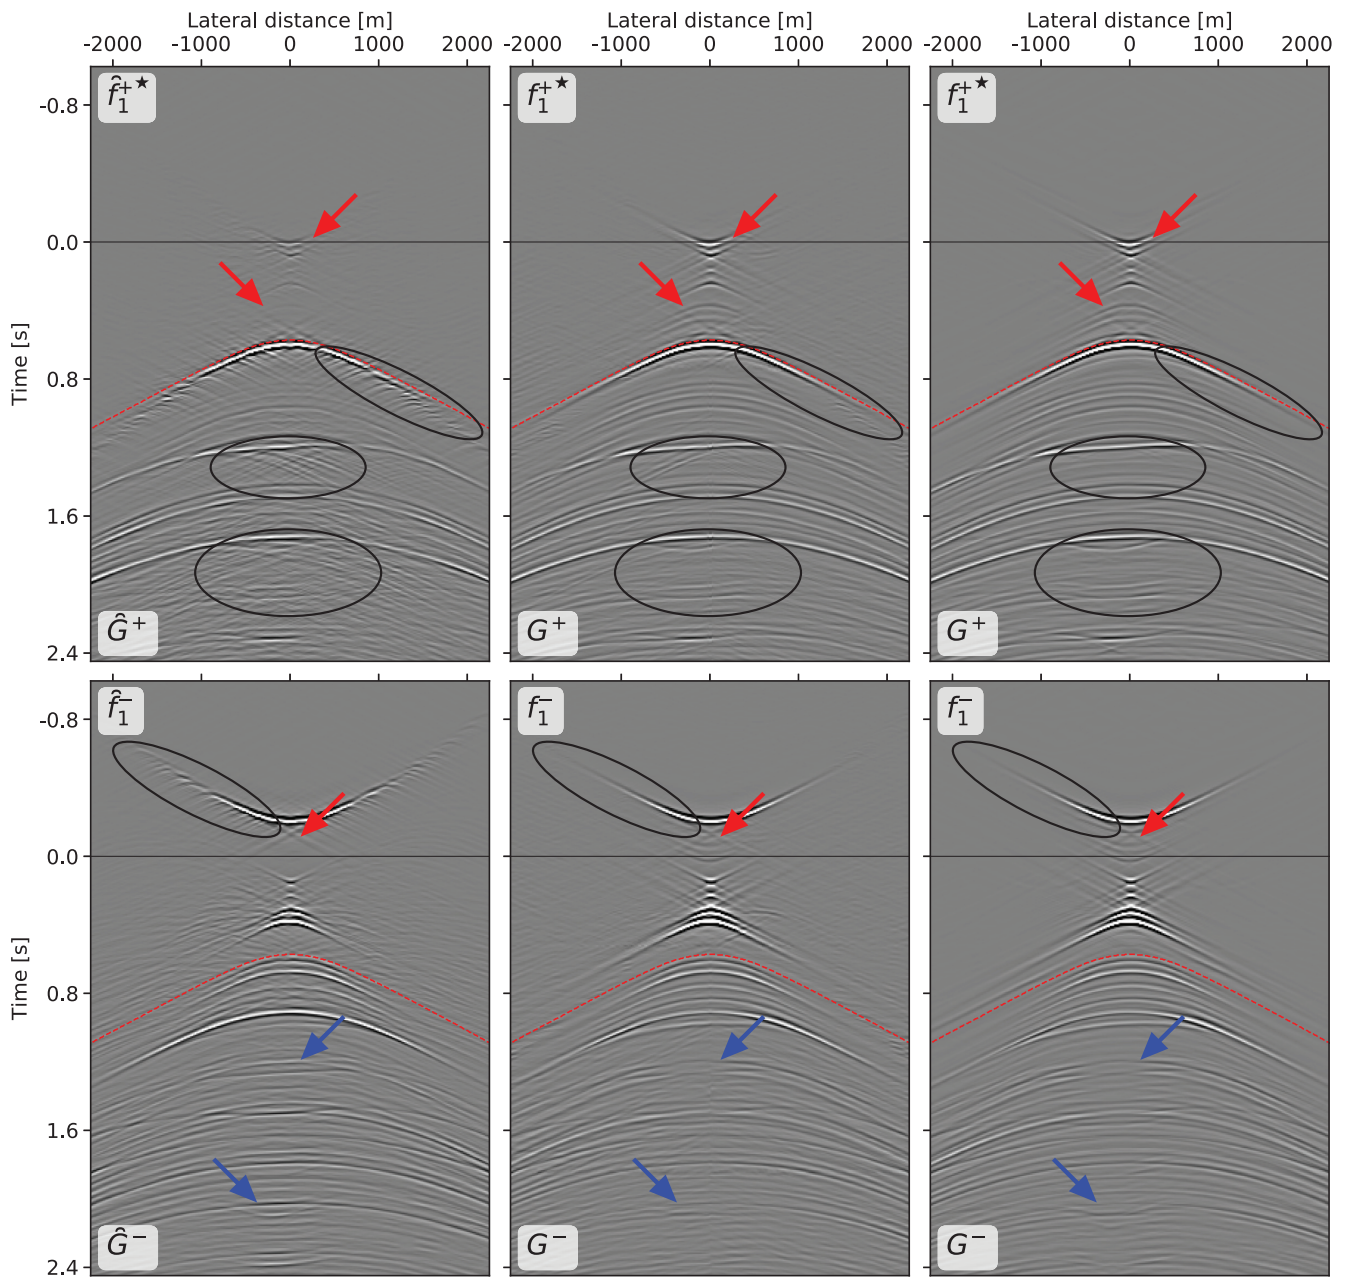 Lateral distance [m] Lateral distance [m] Lateral distance [m]
-2000 -1000 0 1000 2000 -1000 0 1000 2000 -2000 -1000 0 1000 2000
f̂₁⁺★ f₁⁺★ f₁⁺★
-0.8
0.0
Time [s]
0.8
1.6
Ĝ⁺ G⁺ G⁺
2.4
f̂₁⁻ f₁⁻ f₁⁻
-0.8
0.0
Time [s]
0.8
1.6
Ĝ⁻ G⁻ G⁻
2.4